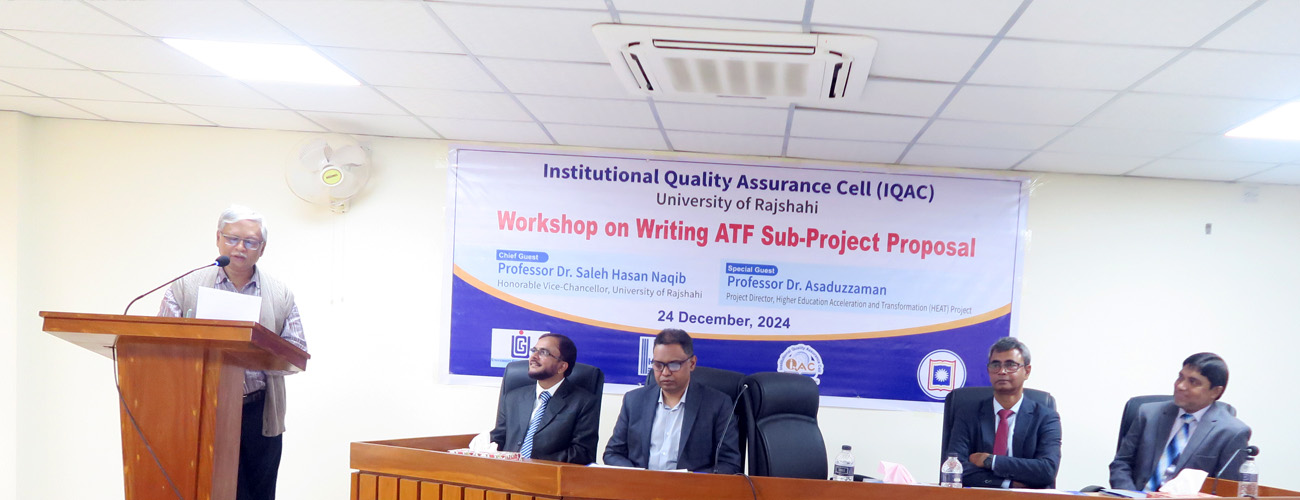 Institutional Quality Assurance Cell (IQAC)
University of Rajshahi
Workshop on Writing ATF Sub-Project Proposal
Chief Guest
Professor Dr. Saleh Hasan Naqib
Honorable Vice-Chancellor, University of Rajshahi
Special Guest
Professor Dr. Asaduzzaman
Project Director, Higher Education Acceleration and Transformation (HEAT) Project
24 December, 2024